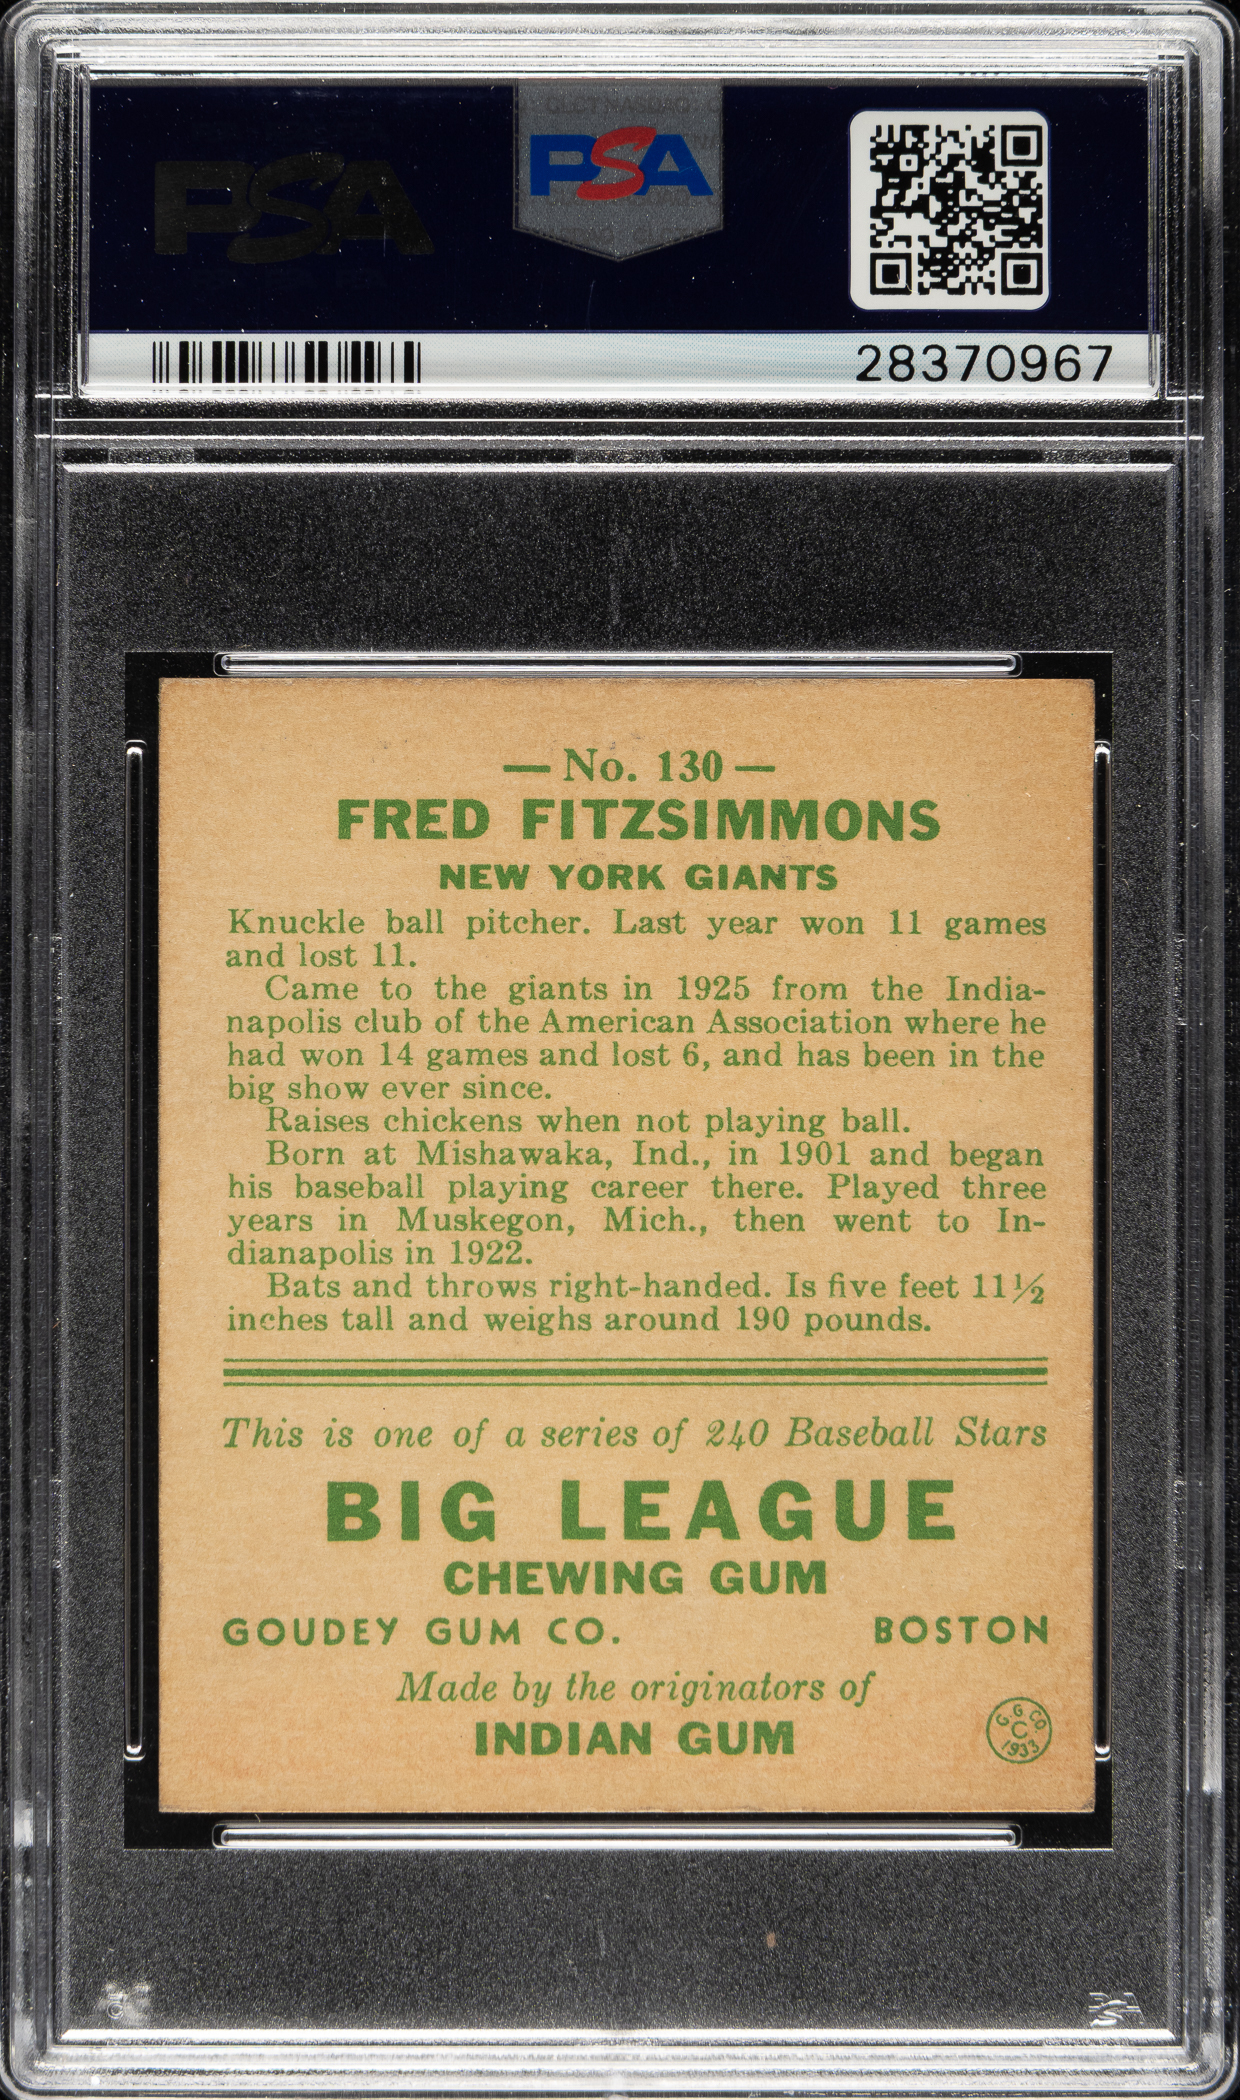 PSA
PSA
28370967
— No. 130 —
FRED FITZSIMMONS
NEW YORK GIANTS
Knuckle ball pitcher. Last year won 11 games
and lost 11.
Came to the giants in 1925 from the India-
napolis club of the American Association where he
had won 14 games and lost 6, and has been in the
big show ever since.
Raises chickens when not playing ball.
Born at Mishawaka, Ind., in 1901 and began
his baseball playing career there. Played three
years in Muskegon, Mich., then went to In-
dianapolis in 1922.
Bats and throws right-handed. Is five feet 11½
inches tall and weighs around 190 pounds.
This is one of a series of 240 Baseball Stars
BIG LEAGUE
CHEWING GUM
GOUDEY GUM CO. BOSTON
Made by the originators of
INDIAN GUM
G. G. CO.
C
1933
PSA